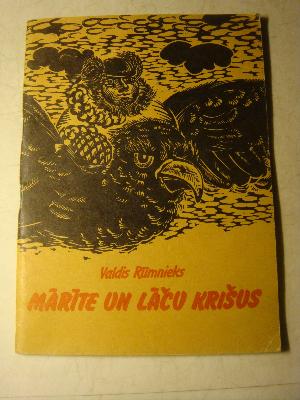 Valdis Rūmnieks
MĀRĪTE UN LĀČU KRIŠUS